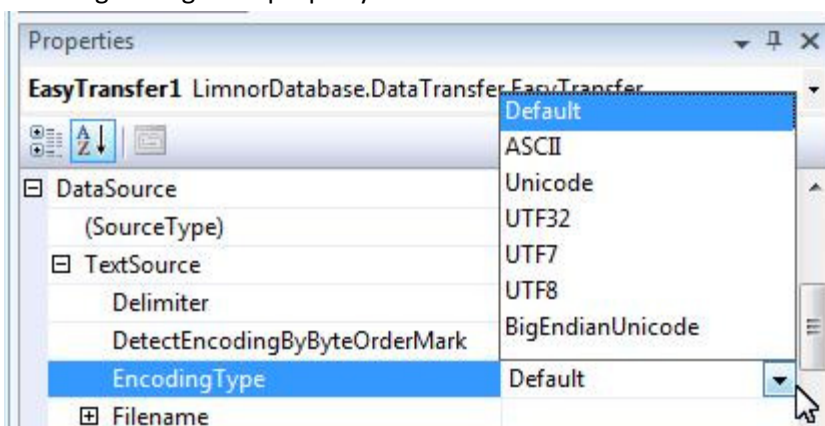 property
Properties
EasyTransfer1 LimnorDatabase.DataTransfer.EasyTransfer
Default
ASCII
Unicode
UTF32
UTF7
UTF8
BigEndianUnicode
DataSource
(SourceType)
TextSource
Delimiter
DetectEncodingByByteOrderMark
EncodingType Default
Filename